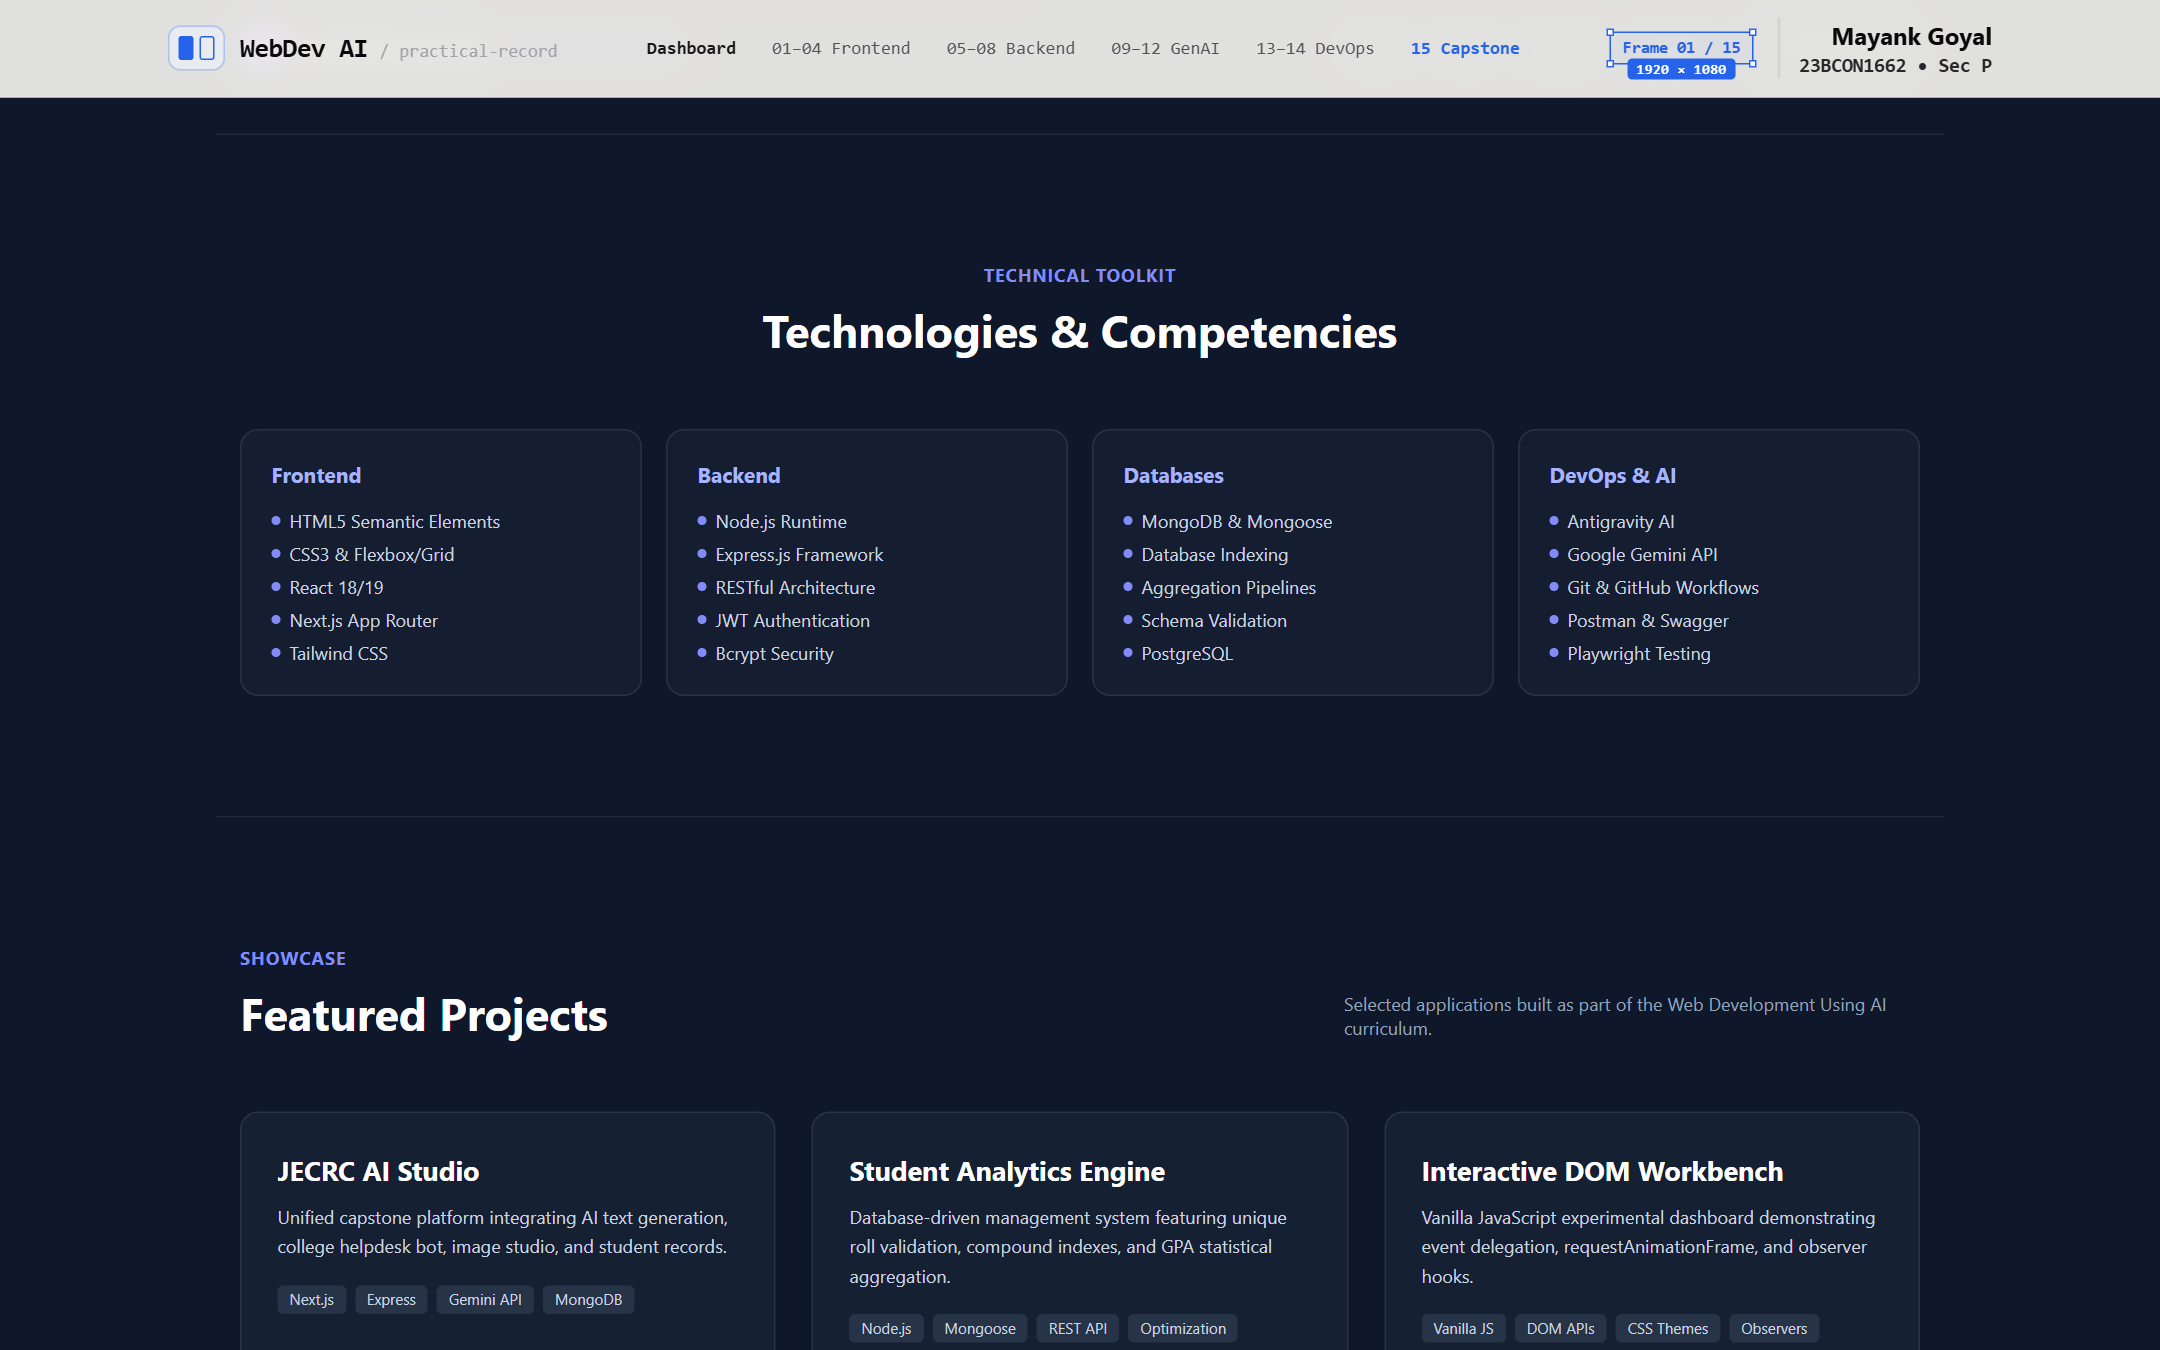 WebDev AI / practical-record
Dashboard
01–04 Frontend
05–08 Backend
09–12 GenAI
13–14 DevOps
15 Capstone
Frame 01 / 15
1920 × 1080
Mayank Goyal
23BCON1662 • Sec P
TECHNICAL TOOLKIT
Technologies & Competencies
Frontend
HTML5 Semantic Elements
CSS3 & Flexbox/Grid
React 18/19
Next.js App Router
Tailwind CSS
Backend
Node.js Runtime
Express.js Framework
RESTful Architecture
JWT Authentication
Bcrypt Security
Databases
MongoDB & Mongoose
Database Indexing
Aggregation Pipelines
Schema Validation
PostgreSQL
DevOps & AI
Antigravity AI
Google Gemini API
Git & GitHub Workflows
Postman & Swagger
Playwright Testing
SHOWCASE
Featured Projects
Selected applications built as part of the Web Development Using AI
curriculum.
JECRC AI Studio
Unified capstone platform integrating AI text generation,
college helpdesk bot, image studio, and student records.
Next.js
Express
Gemini API
MongoDB
Student Analytics Engine
Database-driven management system featuring unique
roll validation, compound indexes, and GPA statistical
aggregation.
Node.js
Mongoose
REST API
Optimization
Interactive DOM Workbench
Vanilla JavaScript experimental dashboard demonstrating
event delegation, requestAnimationFrame, and observer
hooks.
Vanilla JS
DOM APIs
CSS Themes
Observers